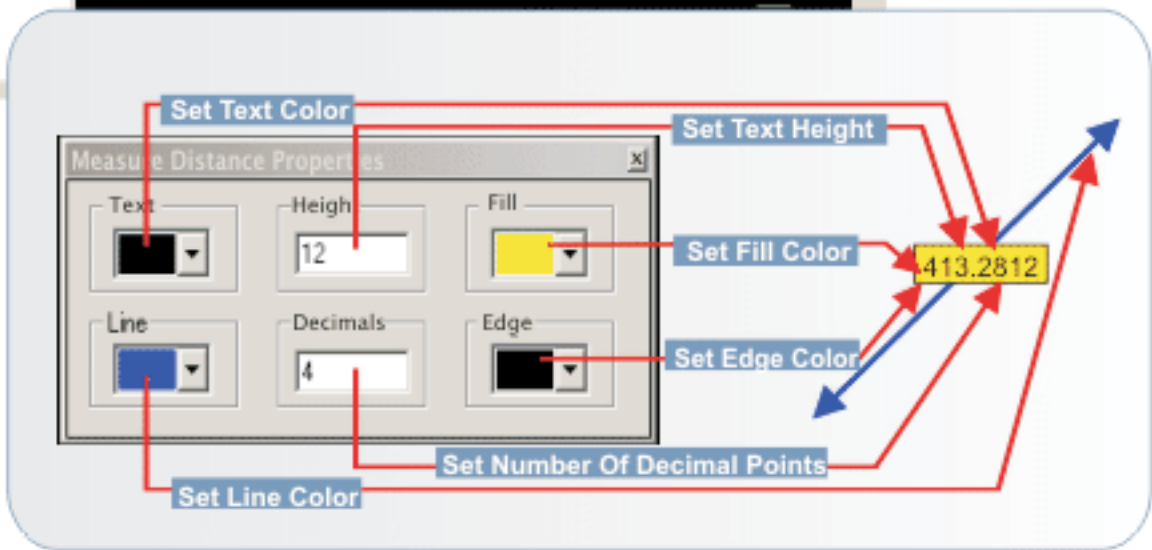 Set Text Color
Set Text Height
Measure Distance Properties
x
Text
Height
Fill
12
Set Fill Color
413.2812
Line
Decimals
Edge
4
Set Edge Color
Set Number Of Decimal Points
Set Line Color